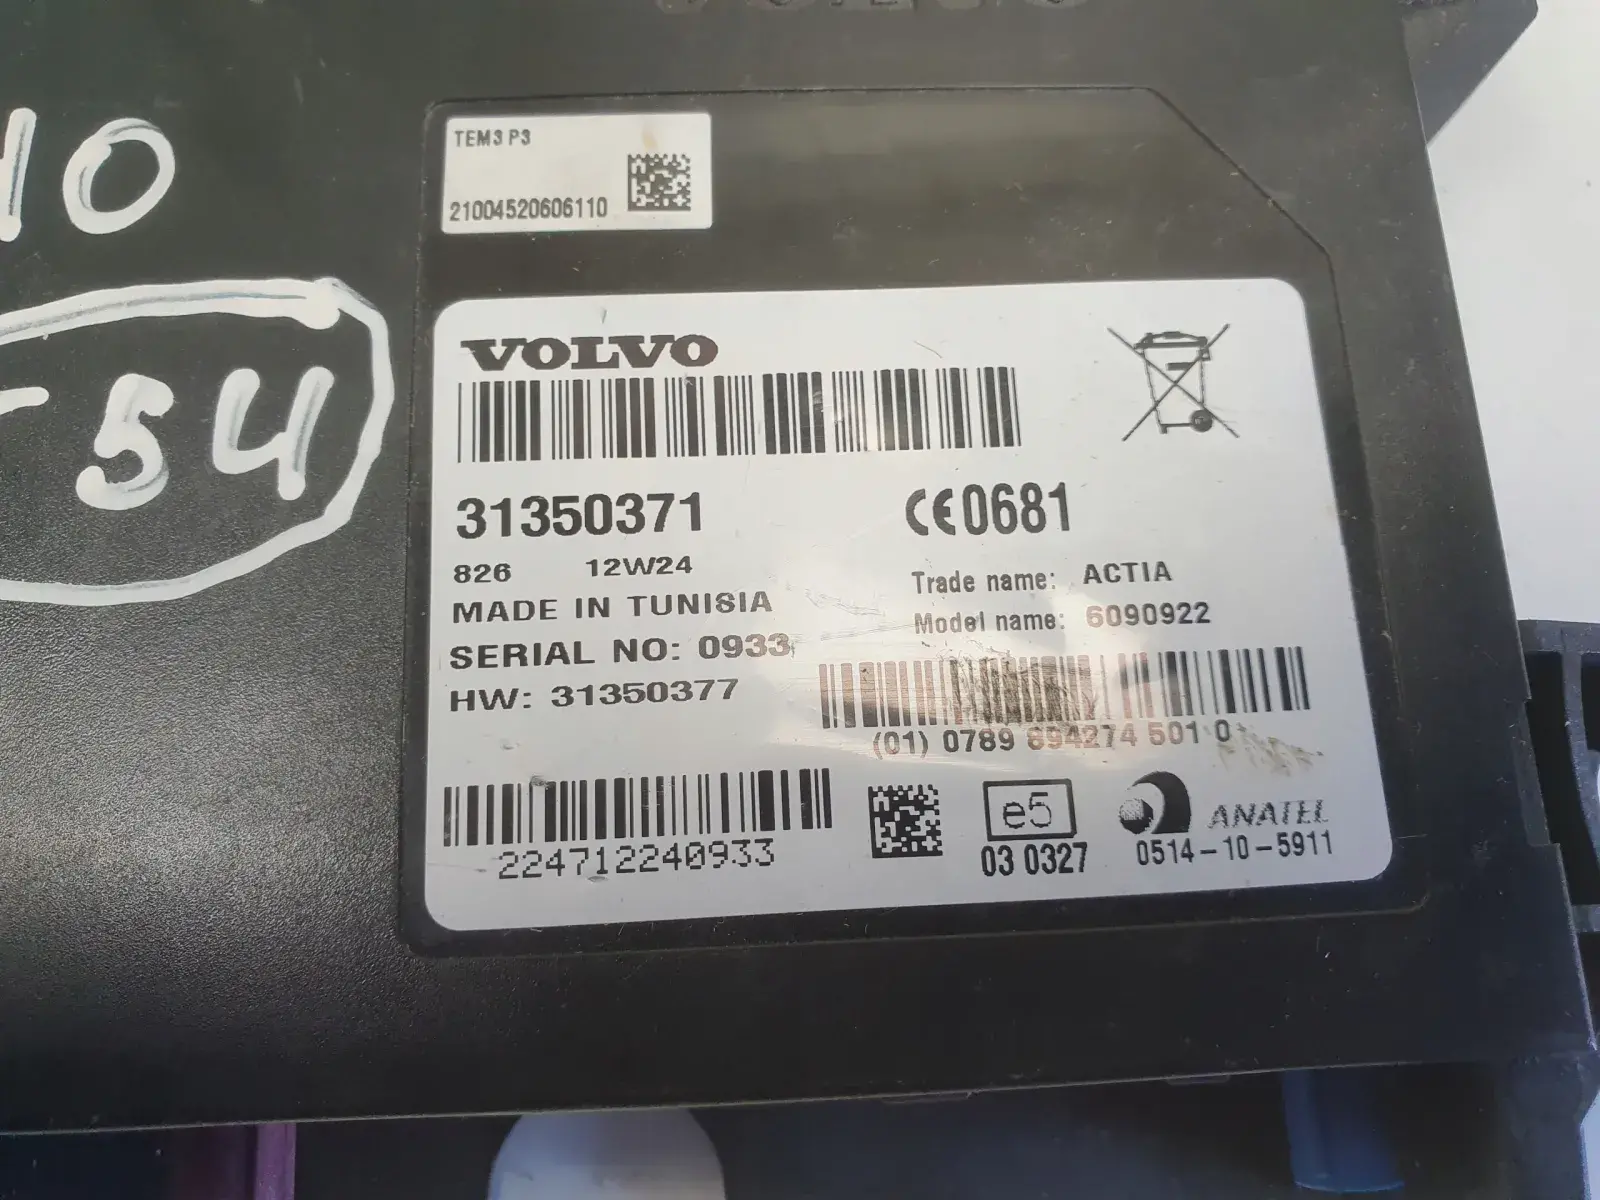 10
54
TEM3 P3
21004520606110
VOLVO
31350371
826 12W24
MADE IN TUNISIA
SERIAL NO: 0933
HW: 31350377
224712240933
CE0681
Trade name: ACTIA
Model name: 6090922
(01) 0789 894274 501 0
e5
03 0327
ANATEL
0514-10-5911